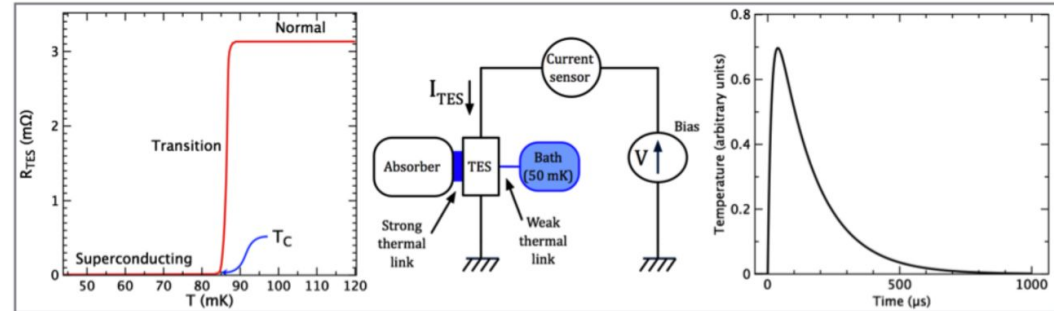 R_TES (mΩ)
3
2
1
0
Normal
Transition
Superconducting
T_C
50 60 70 80 90 100 110 120
T (mK)
Current
sensor
I_TES
Bias
V
Absorber
TES
Bath
(50 mK)
Strong
thermal
link
Weak
thermal
link
Temperature (arbitrary units)
0.8
0.6
0.4
0.2
0
0 500 1000
Time (μs)